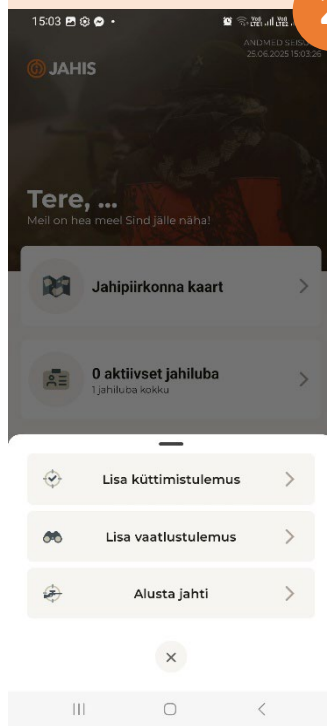 15:03
JAHIS
ANDMED SEISUGA
25.06.2025 15:03:26
Tere, ...
Meil on hea meel Sind jälle näha!
Jahipiirkonna kaart
0 aktiivset jahiluba
1 jahiluba kokku
Lisa küttimistulemus
Lisa vaatlustulemus
Alusta jahti